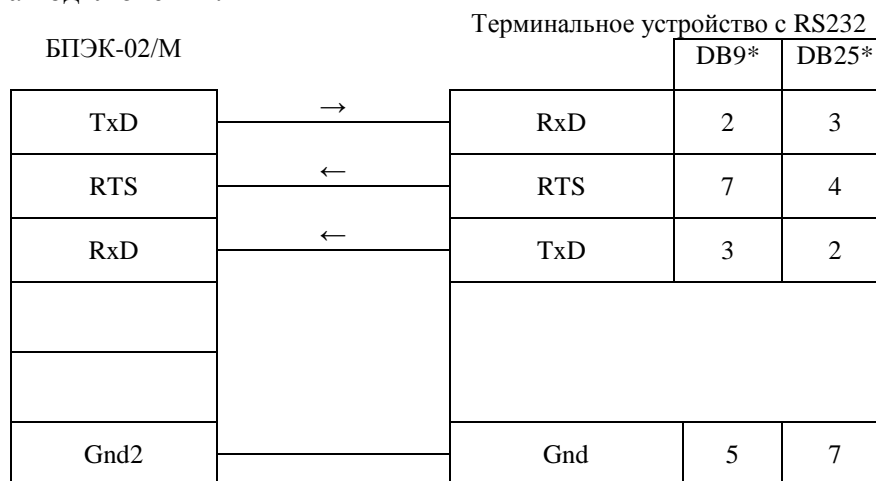 Терминальное устройство с RS232
БПЭК-02/М
DB9* DB25*
TxD → RxD 2 3
RTS ← RTS 7 4
RxD ← TxD 3 2
Gnd2 Gnd 5 7